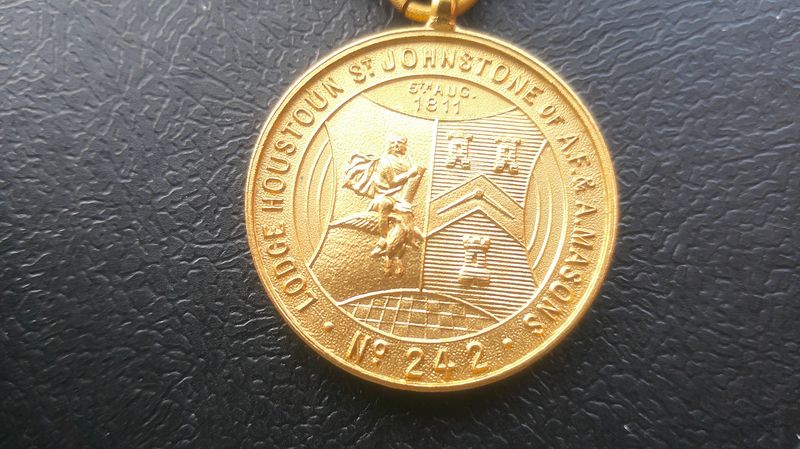 LODGE HOUSTOUN Sᵀ JOHNSTONE OF A.F. & A. MASONS
5TH AUG.
1811
· Nº 242 ·